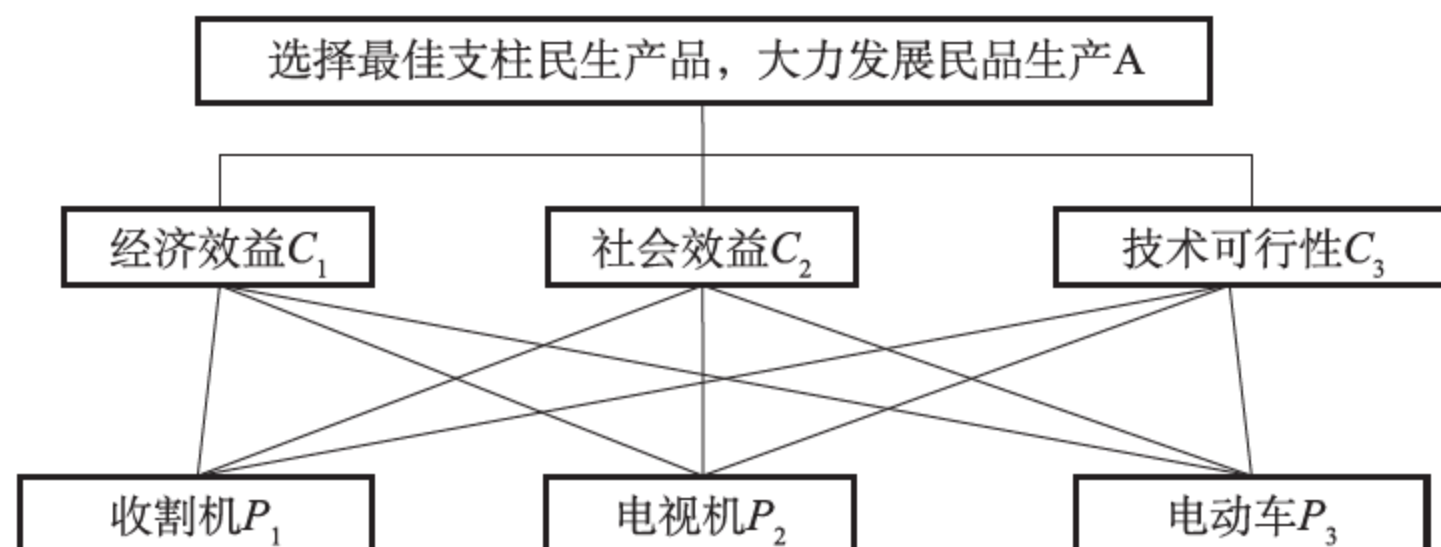 选择最佳支柱民生产品，大力发展民品生产A
经济效益C₁
社会效益C₂
技术可行性C₃
收割机P₁
电视机P₂
电动车P₃